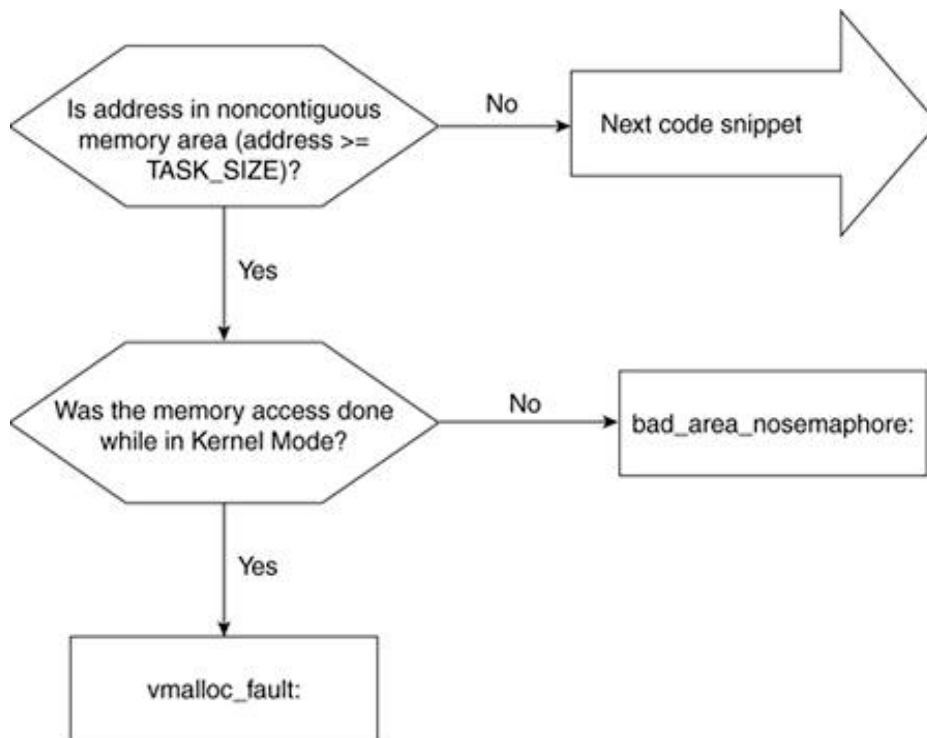 Is address in noncontiguous
memory area (address >=
TASK_SIZE)?
No
Next code snippet
Yes
Was the memory access done
while in Kernel Mode?
No
bad_area_nosemaphore:
Yes
vmalloc_fault: